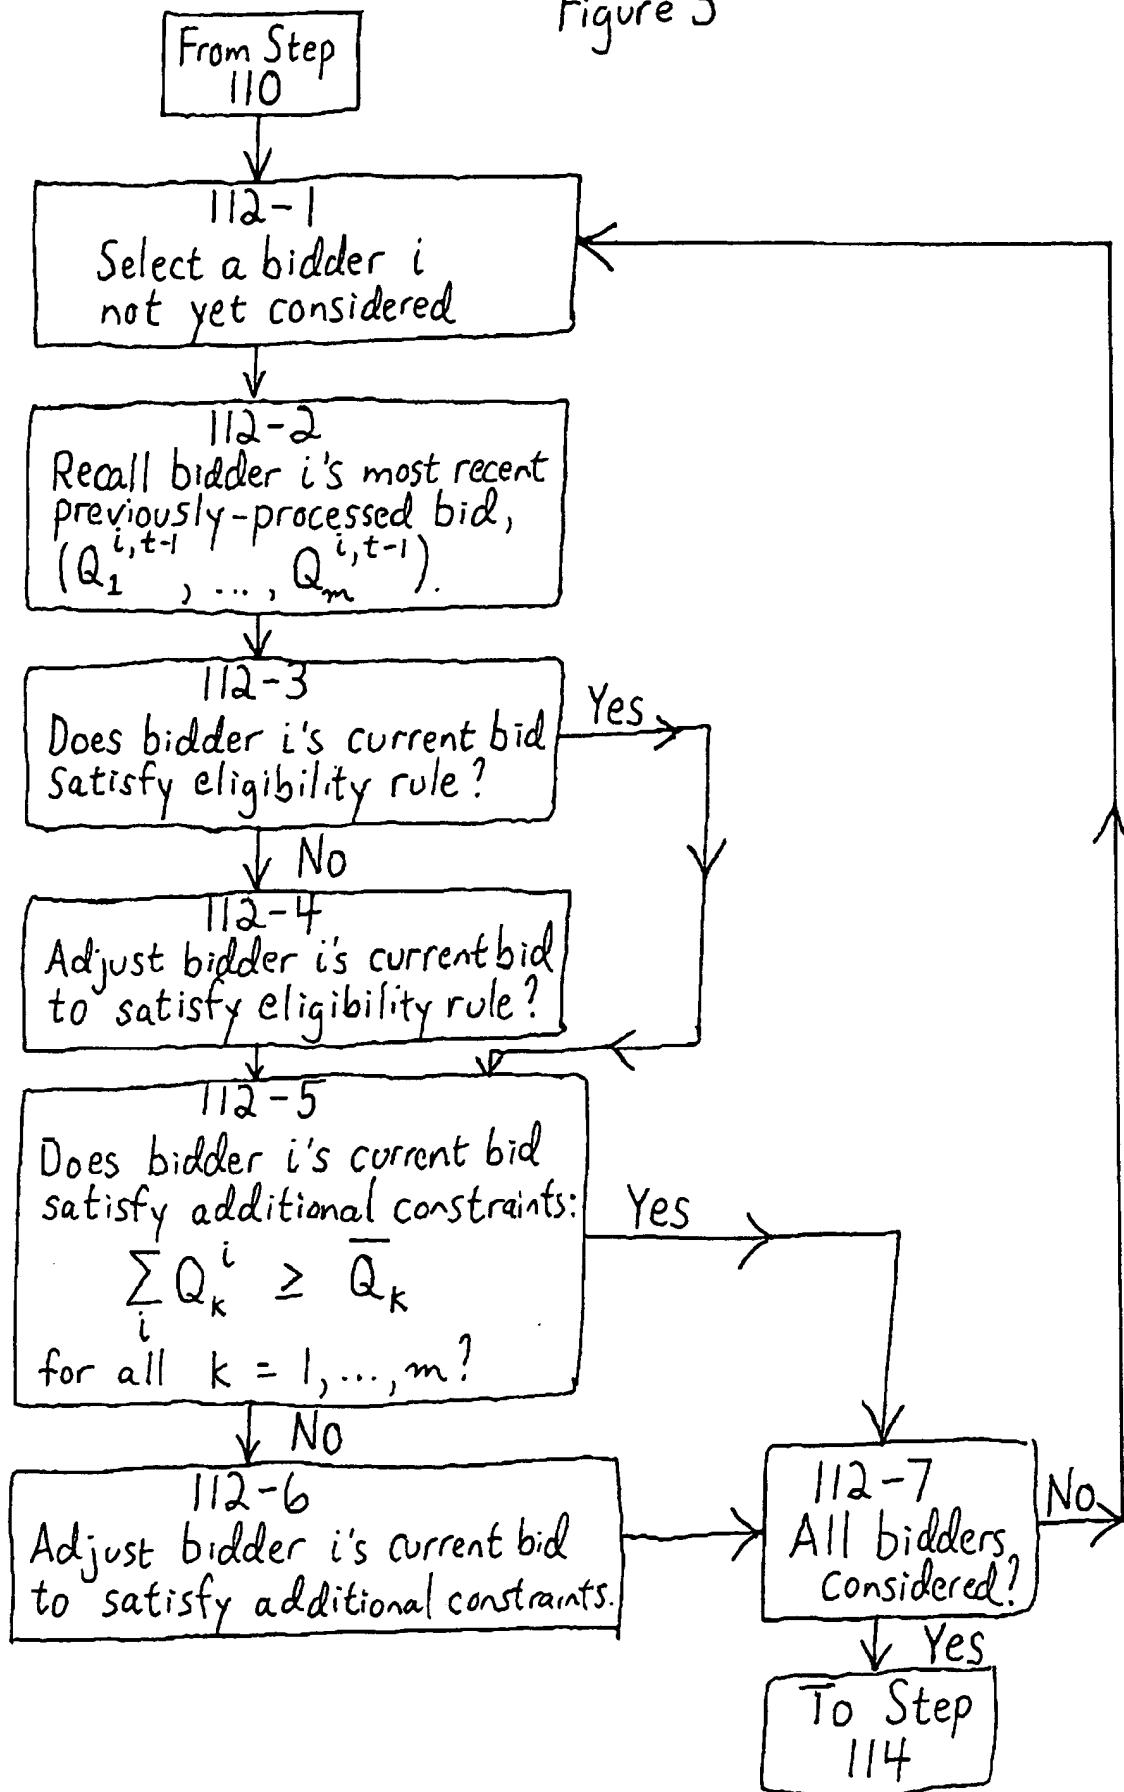 Figure 3
From Step
110
112-1
Select a bidder i
not yet considered
112-2
Recall bidder i's most recent
previously-processed bid,
(Q₁^{i,t-1}, ..., Qₘ^{i,t-1}).
112-3
Does bidder i's current bid
satisfy eligibility rule?
Yes
No
112-4
Adjust bidder i's current bid
to satisfy eligibility rule?
112-5
Does bidder i's current bid
satisfy additional constraints:
∑_i Q_k^i ≥ Q̅_k
for all k = 1,...,m?
Yes
No
112-6
Adjust bidder i's current bid
to satisfy additional constraints.
112-7
All bidders
considered?
No
Yes
To Step
114